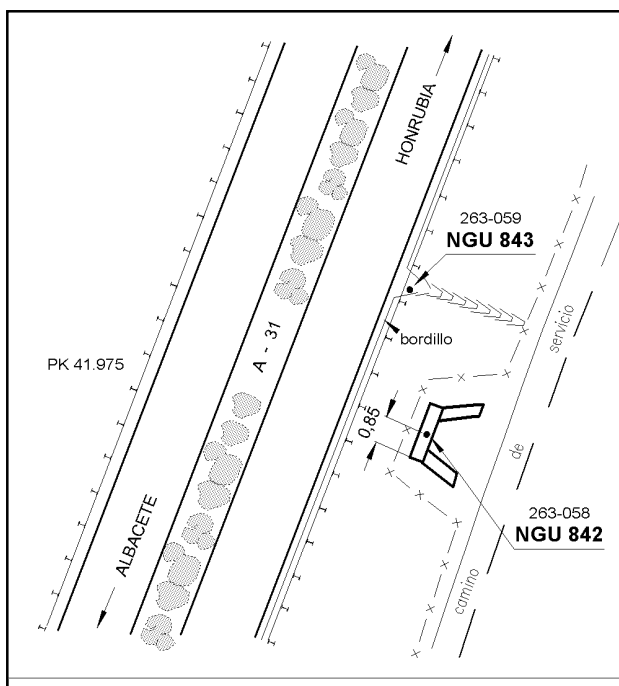 HONRUBIA
263-059
NGU 843
bordillo
servicio
A - 31
PK 41.975
0,85
de
263-058
NGU 842
ALBACETE
camino